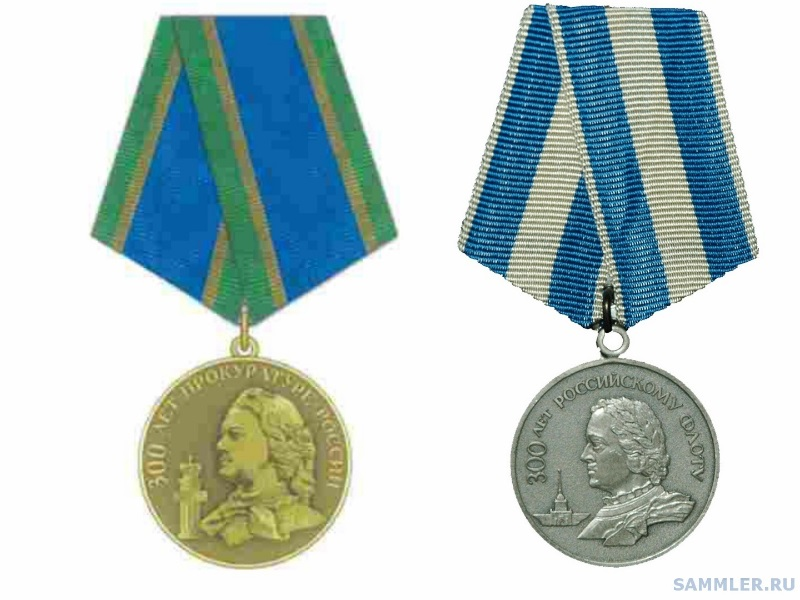 300 ЛЕТ ПРОКУРАТУРЕ РОССИИ
300 ЛЕТ РОССИЙСКОМУ ФЛОТУ
SAMMLER.RU